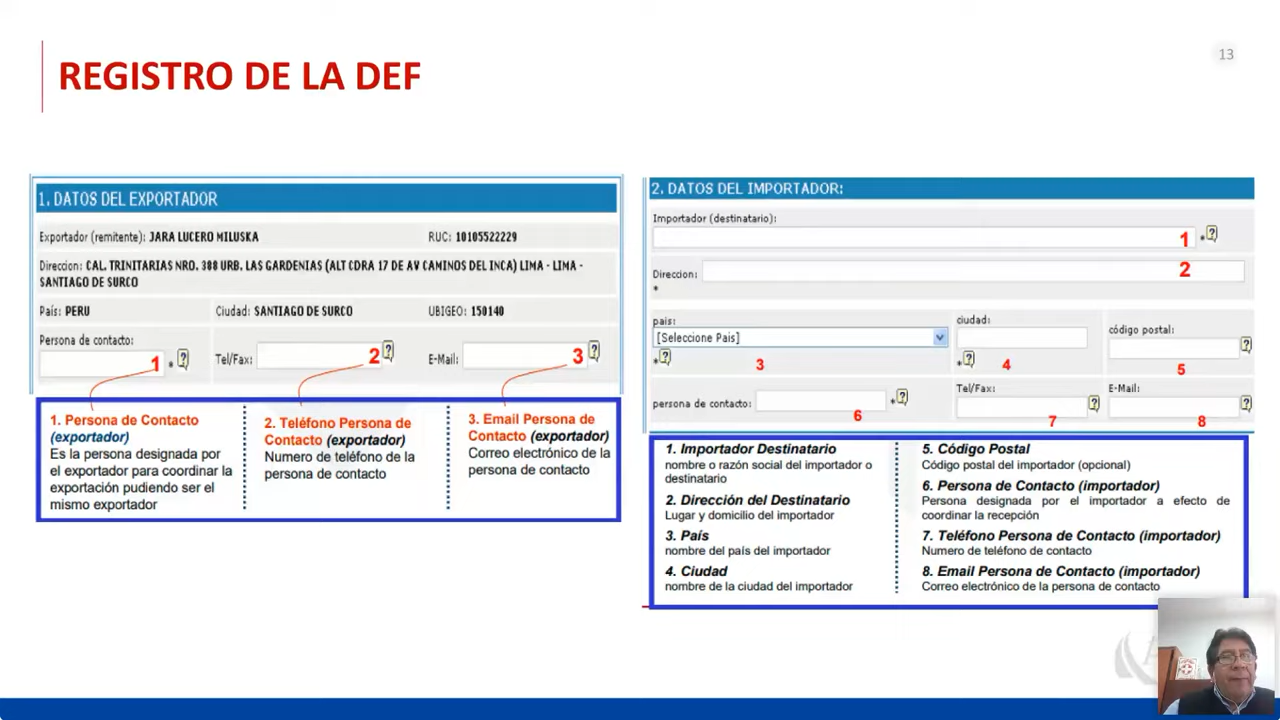 13
REGISTRO DE LA DEF
1. DATOS DEL EXPORTADOR
Exportador (remitente): JARA LUCERO MILUSKA RUC: 10105522229
Direccion: CAL. TRINITARIAS NRO. 388 URB. LAS GARDENIAS (ALT CDRA 17 DE AV CAMINOS DEL INCA) LIMA - LIMA -
SANTIAGO DE SURCO
País: PERU Ciudad: SANTIAGO DE SURCO UBIGEO: 150140
Persona de contacto:
1 * ? Tel/Fax: 2 ? E-Mail: 3 ?
1. Persona de Contacto
(exportador)
Es la persona designada por
el exportador para coordinar la
exportación pudiendo ser el
mismo exportador
2. Teléfono Persona de
Contacto (exportador)
Numero de teléfono de la
persona de contacto
3. Email Persona de
Contacto (exportador)
Correo electrónico de la
persona de contacto
2. DATOS DEL IMPORTADOR:
Importador (destinatario):
1 * ?
Direccion: 2
*
pais: ciudad: código postal:
[Seleccione Pais]
* ? 3 * ? 4 5 ?
persona de contacto: 6 * ? Tel/Fax: 7 ? E-Mail: 8 ?
1. Importador Destinatario
nombre o razón social del importador o
destinatario
2. Dirección del Destinatario
Lugar y domicilio del importador
3. País
nombre del país del importador
4. Ciudad
nombre de la ciudad del importador
5. Código Postal
Código postal del importador (opcional)
6. Persona de Contacto (importador)
Persona designada por el importador a efecto de
coordinar la recepción
7. Teléfono Persona de Contacto (importador)
Numero de teléfono de contacto
8. Email Persona de Contacto (importador)
Correo electrónico de la persona de contacto